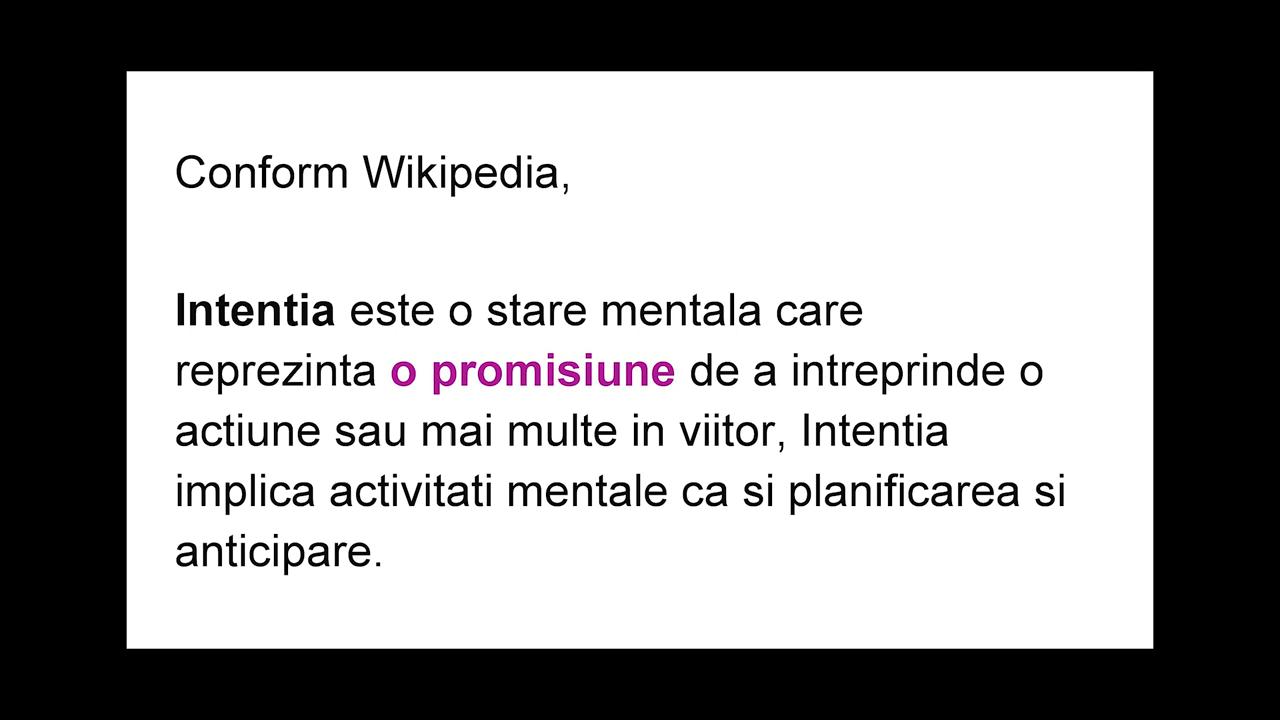 Conform Wikipedia,
Intentia este o stare mentala care
reprezinta o promisiune de a intreprinde o
actiune sau mai multe in viitor, Intentia
implica activitati mentale ca si planificarea si
anticipare.